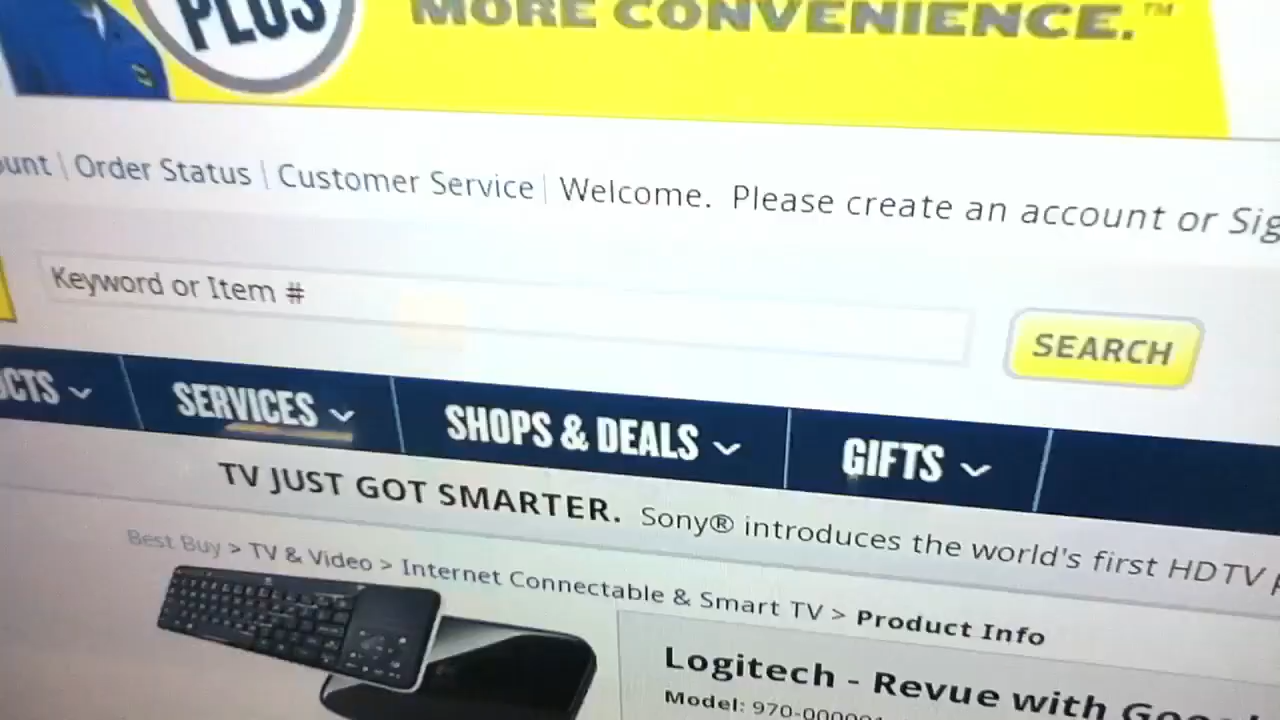 PLUS
MORE CONVENIENCE.™
Order Status | Customer Service | Welcome. Please create an account or
Keyword or Item #
SEARCH
SERVICES
SHOPS & DEALS
GIFTS
TV JUST GOT SMARTER. Sony® introduces the world's first HDTV
Best Buy > TV & Video > Internet Connectable & Smart TV > Product Info
Logitech - Revue with
Model: